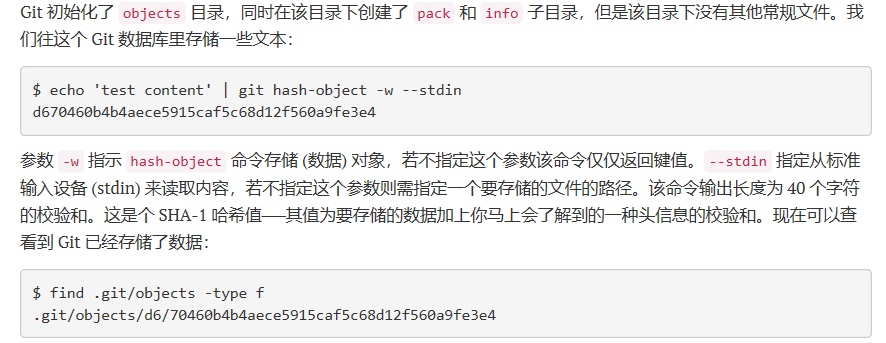 Git 初始化了 objects 目录，同时在该目录下创建了 pack 和 info 子目录，但是该目录下没有其他常规文件。我
们往这个 Git 数据库里存储一些文本：
$ echo 'test content' | git hash-object -w --stdin
d670460b4b4aece5915caf5c68d12f560a9fe3e4
参数 -w 指示 hash-object 命令存储 (数据) 对象，若不指定这个参数该命令仅仅返回键值。--stdin 指定从标准
输入设备 (stdin) 来读取内容，若不指定这个参数则需指定一个要存储的文件的路径。该命令输出长度为 40 个字符
的校验和。这是个 SHA-1 哈希值──其值为要存储的数据加上你马上会了解到的一种头信息的校验和。现在可以查
看到 Git 已经存储了数据：
$ find .git/objects -type f
.git/objects/d6/70460b4b4aece5915caf5c68d12f560a9fe3e4